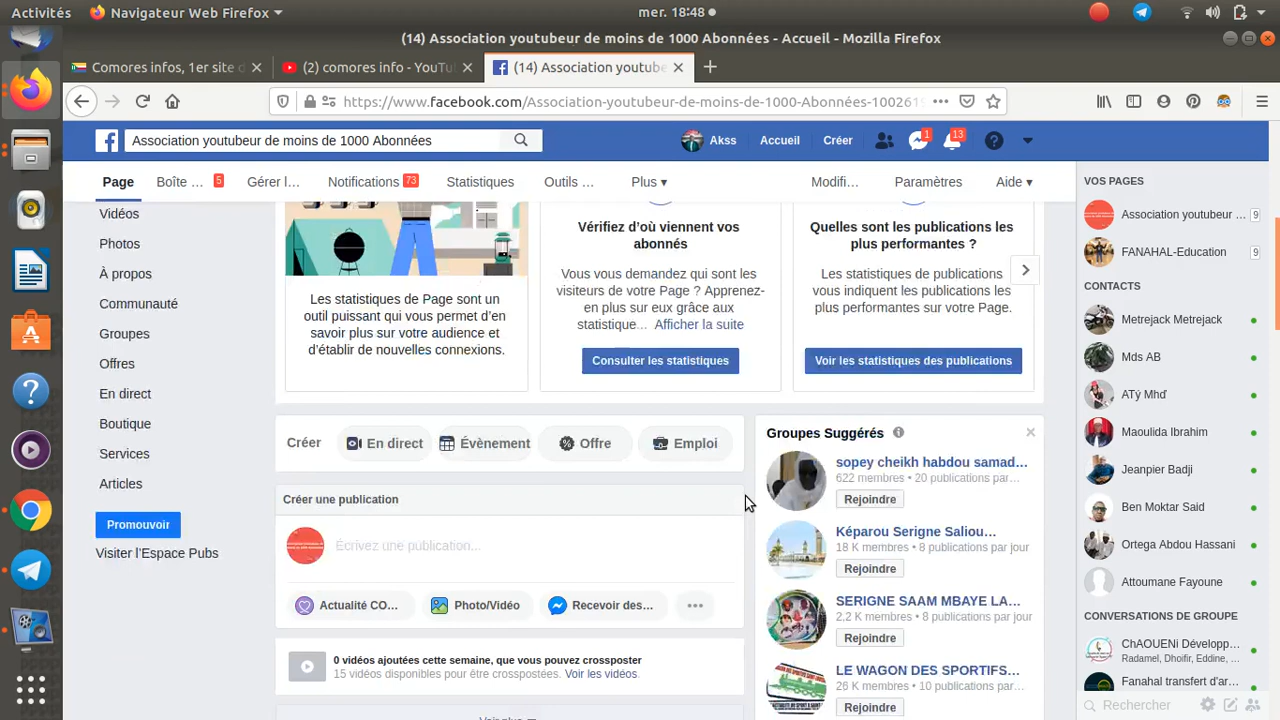 Activités Navigateur Web Firefox mer. 18:48
(14) Association youtubeur de moins de 1000 Abonnées - Accueil - Mozilla Firefox
Comores infos, 1er site d (2) comores info - YouTu (14) Association youtube
https://www.facebook.com/Association-youtubeur-de-moins-de-1000-Abonnées-100261
Association youtubeur de moins de 1000 Abonnées Akss Accueil Créer 1 13
Page Boîte ... 5 Gérer l... Notifications 73 Statistiques Outils ... Plus Modifi... Paramètres Aide
Vidéos
Photos
À propos
Communauté
Groupes
Offres
En direct
Boutique
Services
Articles
Promouvoir
Visiter l'Espace Pubs
Les statistiques de Page sont un
outil puissant qui vous permet d'en
savoir plus sur votre audience et
d'établir de nouvelles connexions.
Vérifiez d'où viennent vos
abonnés
Vous vous demandez qui sont les
visiteurs de votre Page ? Apprenez-
en plus eux grâce aux
statistique... Afficher la suite
Consulter les statistiques
Quelles sont les publications les
plus performantes ?
Les statistiques de publications
vous indiquent les publications les
plus performantes sur votre Page.
Voir les statistiques des publications
Créer En direct Évènement Offre Emploi
Créer une publication
Écrivez une publication...
Actualité CO... Photo/Vidéo Recevoir des...
0 vidéos ajoutées cette semaine, que vous pouvez crossposter
15 vidéos disponibles pour être crosspostées. Voir les vidéos.
Groupes Suggérés
sopey cheikh habdou samad...
622 membres • 20 publications par...
Rejoindre
Képarou Serigne Saliou...
18 K membres • 8 publications par jour
Rejoindre
SERIGNE SAAM MBAYE LA...
2,2 K membres • 8 publications par jour
Rejoindre
LE WAGON DES SPORTIFS...
26 K membres • 10 publications par...
Rejoindre
VOS PAGES
Association youtubeur ... 9
FANAHAL-Education 9
CONTACTS
Metrejack Metrejack
Mds AB
ATý Mhď
Maoulida Ibrahim
Jeanpier Badji
Ben Moktar Said
Ortega Abdou Hassani
Attoumane Fayoune
CONVERSATIONS DE GROUPE
ChAOUENi Développ...
Radamel, Dhoifir, Eddine, ...
Fanahal transfert d'ar...
Rechercher